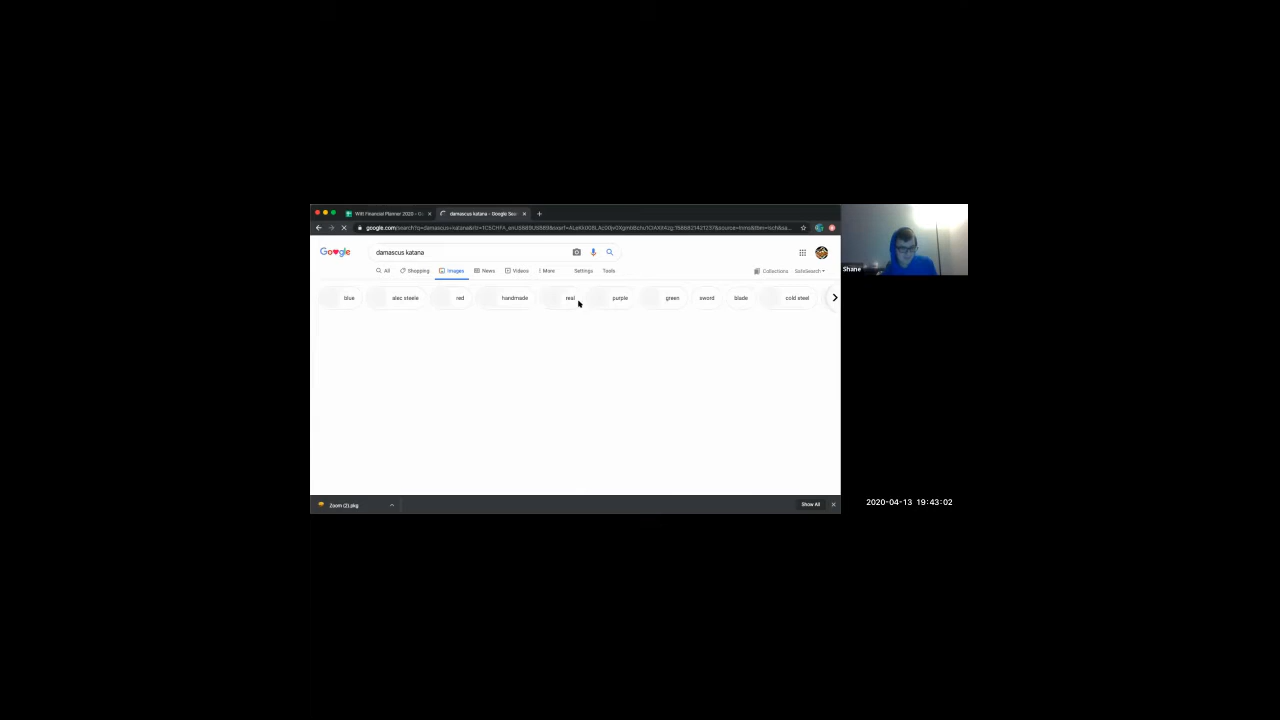 Witt Financial Planner 2020 - G
damascus katana - Google Sea
google.com
Google
damascus katana
All Shopping Images News Videos More Settings Tools
Collections SafeSearch
blue alec steele red handmade real purple green sword blade cold steel
Shane
Zoom (2).pkg
Show All
2020-04-13 19:43:02